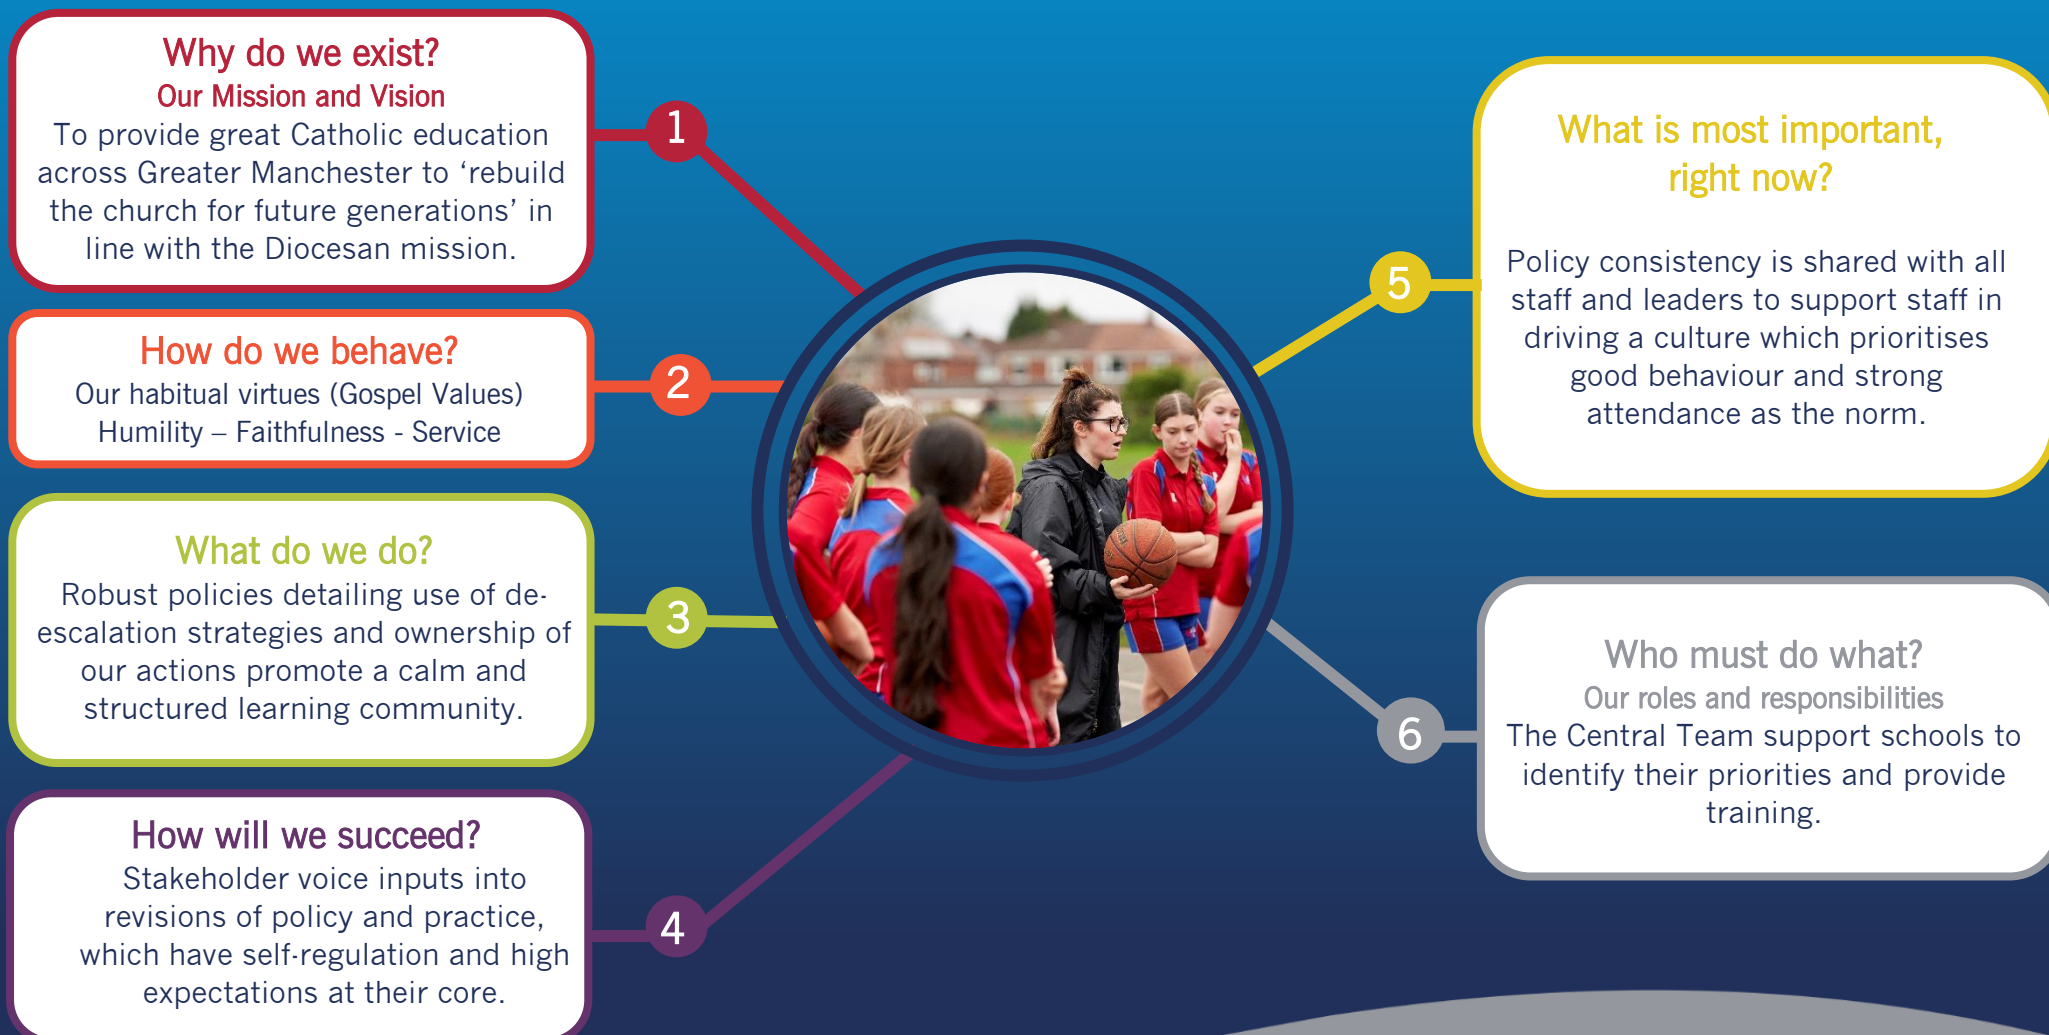 Why do we exist?
Our Mission and Vision
To provide great Catholic education
across Greater Manchester to ‘rebuild
the church for future generations’ in
line with the Diocesan mission.
1
How do we behave?
Our habitual virtues (Gospel Values)
Humility – Faithfulness - Service
2
What do we do?
Robust policies detailing use of de-
escalation strategies and ownership of
our actions promote a calm and
structured learning community.
3
How will we succeed?
Stakeholder voice inputs into
revisions of policy and practice,
which have self-regulation and high
expectations at their core.
4
What is most important,
right now?
Policy consistency is shared with all
staff and leaders to support staff in
driving a culture which prioritises
good behaviour and strong
attendance as the norm.
5
Who must do what?
Our roles and responsibilities
The Central Team support schools to
identify their priorities and provide
training.
6